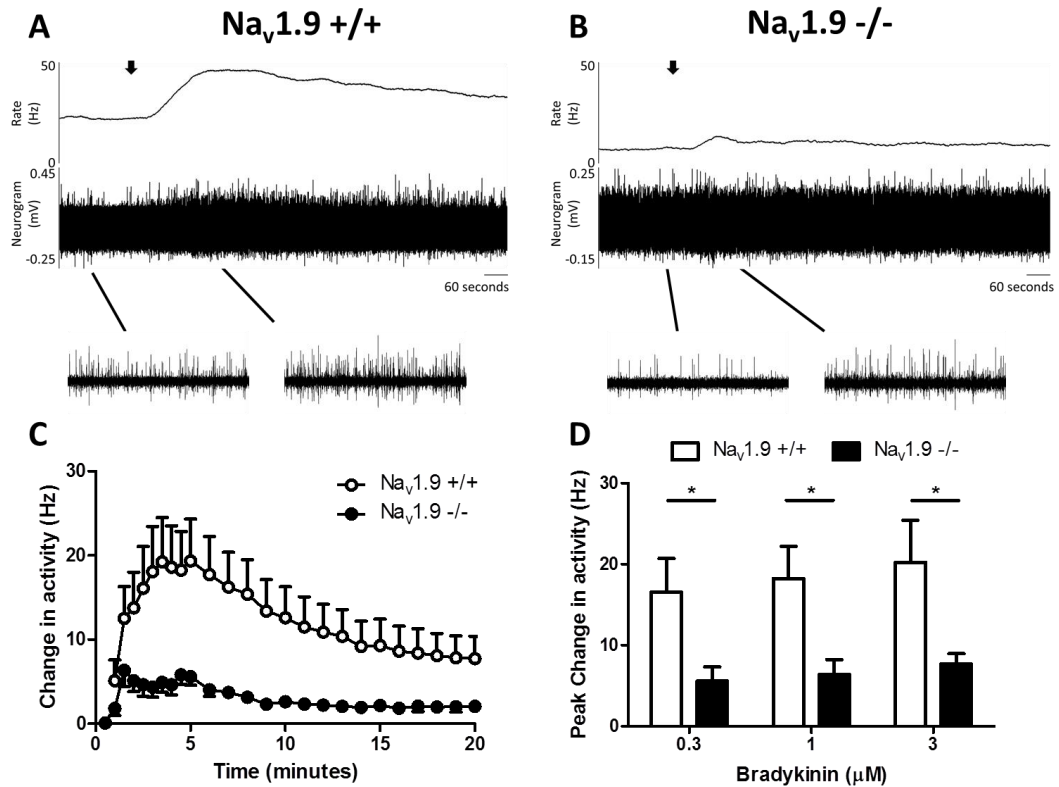 A
Nav1.9 +/+
50
Rate
(Hz)
0
0.45
Neurogram
(mV)
-0.25
60 seconds
B
Nav1.9 -/-
50
Rate
(Hz)
0
0.25
Neurogram
(mV)
-0.15
60 seconds
C
Change in activity (Hz)
30
20
10
0
Nav1.9 +/+
Nav1.9 -/-
0
5
10
15
20
Time (minutes)
D
Nav1.9 +/+
Nav1.9 -/-
Peak Change in activity (Hz)
30
20
10
0
*
*
*
0.3
1
3
Bradykinin (μM)